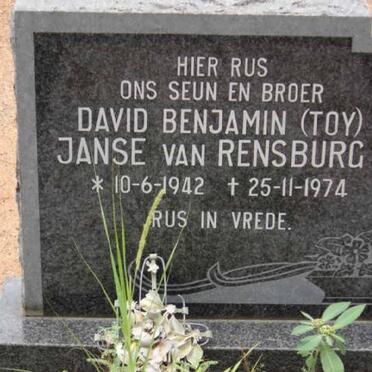 HIER RUS
ONS SEUN EN BROER
DAVID BENJAMIN (TOY)
JANSE VAN RENSBURG
* 10-6-1942 † 25-11-1974
RUS IN VREDE.